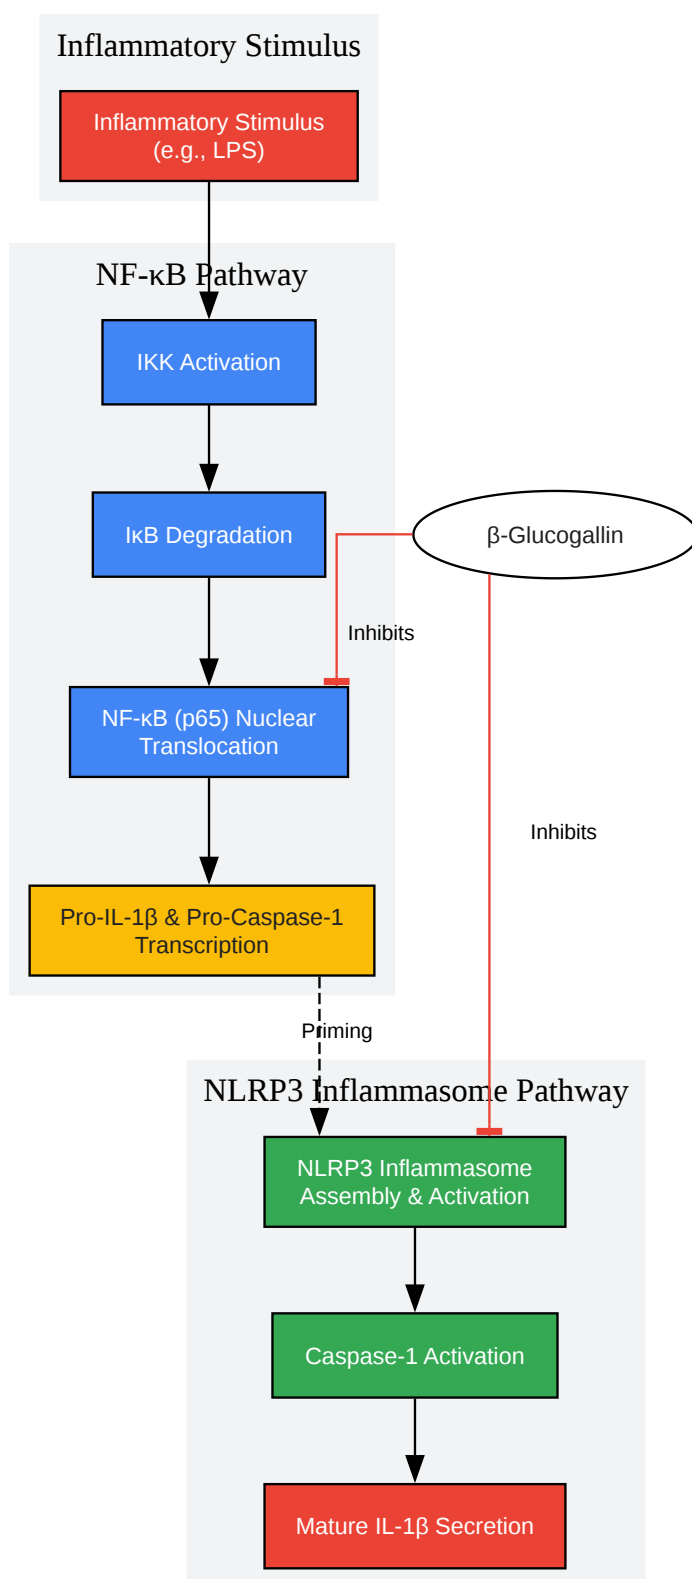 Inflammatory Stimulus
Inflammatory Stimulus
(e.g., LPS)
NF-κB Pathway
IKK Activation
IκB Degradation
β-Glucogallin
Inhibits
NF-κB (p65) Nuclear
Translocation
Inhibits
Pro-IL-1β & Pro-Caspase-1
Transcription
Priming
NLRP3 Inflammasome Pathway
NLRP3 Inflammasome
Assembly & Activation
Caspase-1 Activation
Mature IL-1β Secretion